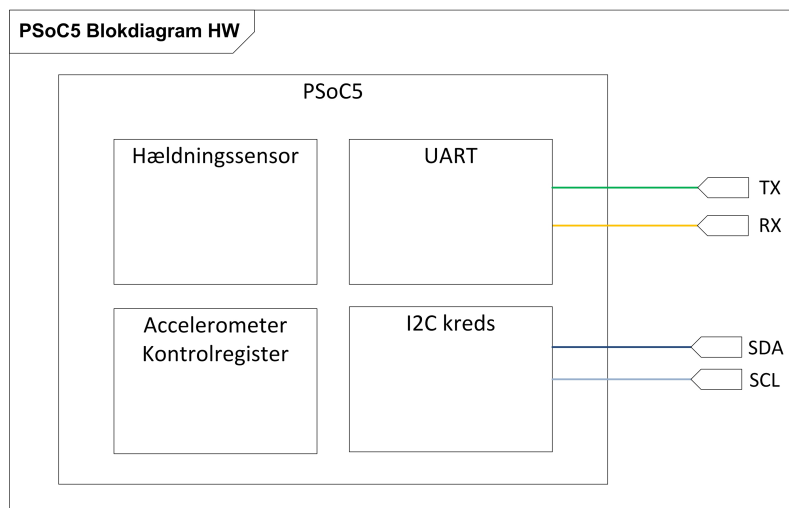 PSoC5 Blokdiagram HW
PSoC5
Hældningssensor
UART
TX
RX
Accelerometer
Kontrolregister
I2C kreds
SDA
SCL